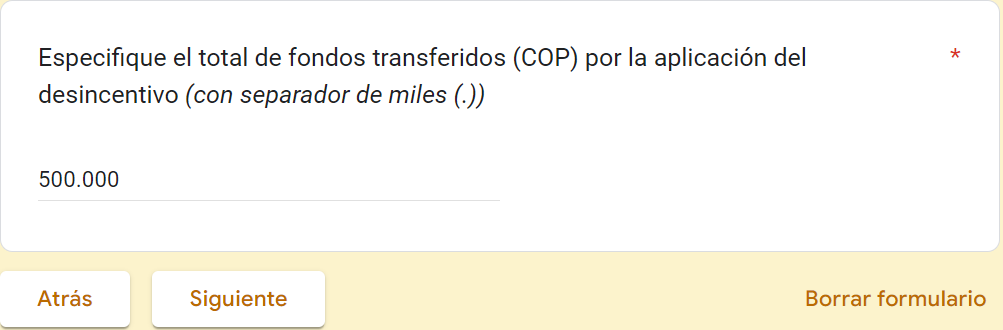 Especifique el total de fondos transferidos (COP) por la aplicación del *
desincentivo (con separador de miles (.))
500.000
Atrás
Siguiente
Borrar formulario